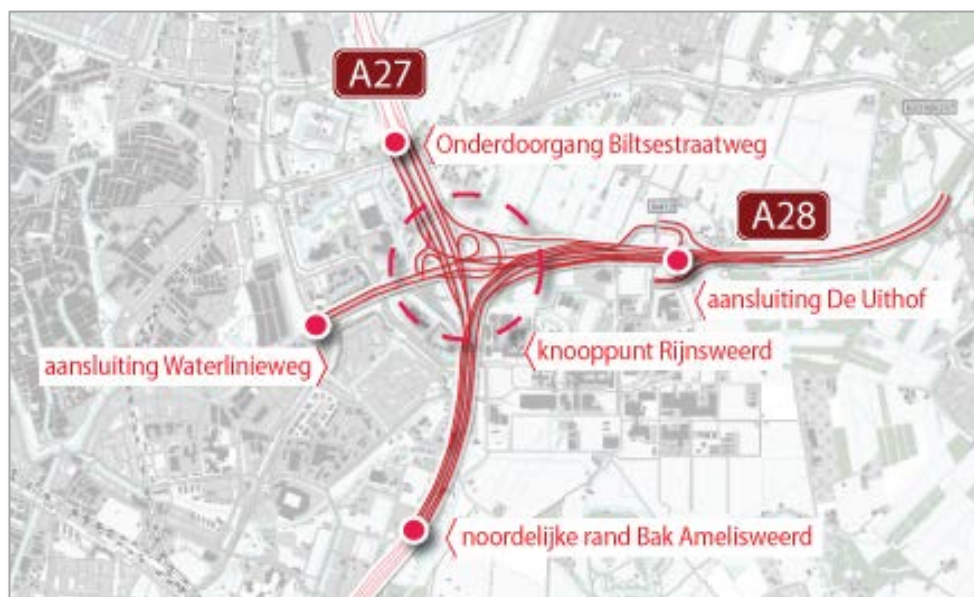 A27
Onderdoorgang Biltsestraatweg
A28
aansluiting De Uithof
knooppunt Rijnsweerd
aansluiting Waterlinieweg
noordelijke rand Bak Amelisweerd